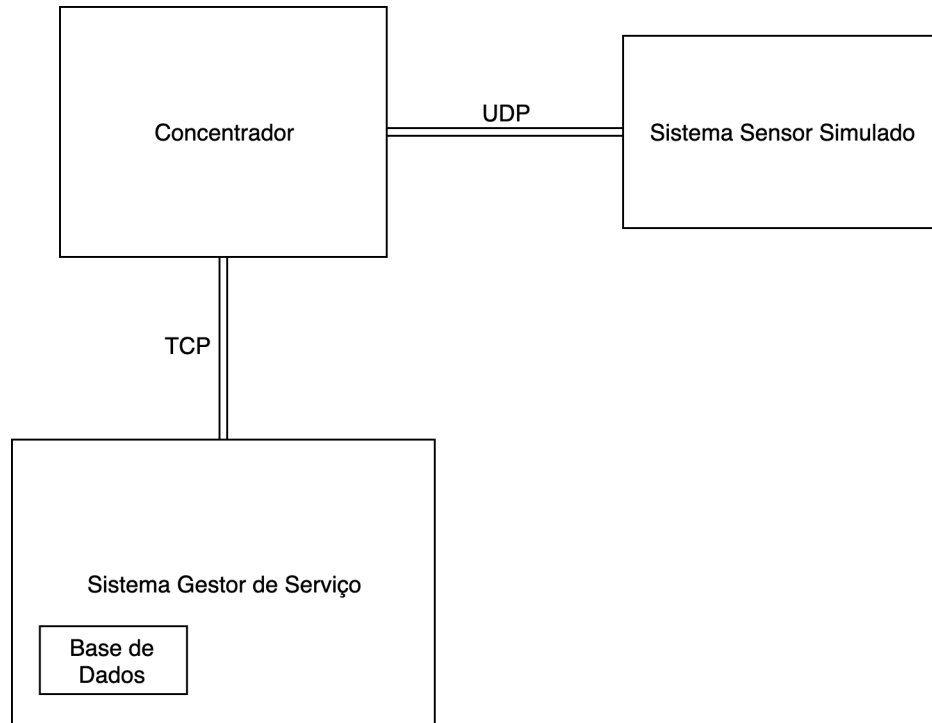 UDP
Concentrador
Sistema Sensor Simulado
TCP
Sistema Gestor de Serviço
Base de
Dados